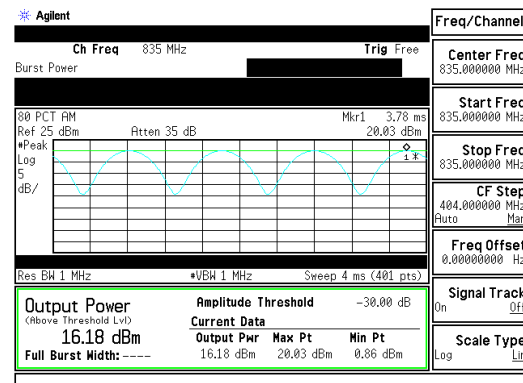 Agilent
Freq/Channel
Ch Freq 835 MHz Trig Free
Burst Power
Center Freq
835.000000 MHz
Start Freq
835.000000 MHz
Stop Freq
835.000000 MHz
CF Step
404.000000 MHz
Auto Man
Freq Offset
0.00000000 Hz
Signal Track
On Off
Scale Type
Log Lin
80 PCT AM Mkr1 3.78 ms
Ref 25 dBm Atten 35 dB 20.03 dBm
#Peak
Log
5
dB/
1
Res BW 1 MHz #VBW 1 MHz Sweep 4 ms (401 pts)
Output Power
(Above Threshold Lvl)
16.18 dBm
Full Burst Width: ----
Amplitude Threshold -30.00 dB
Current Data
Output Pwr Max Pt Min Pt
16.18 dBm 20.03 dBm 0.86 dBm